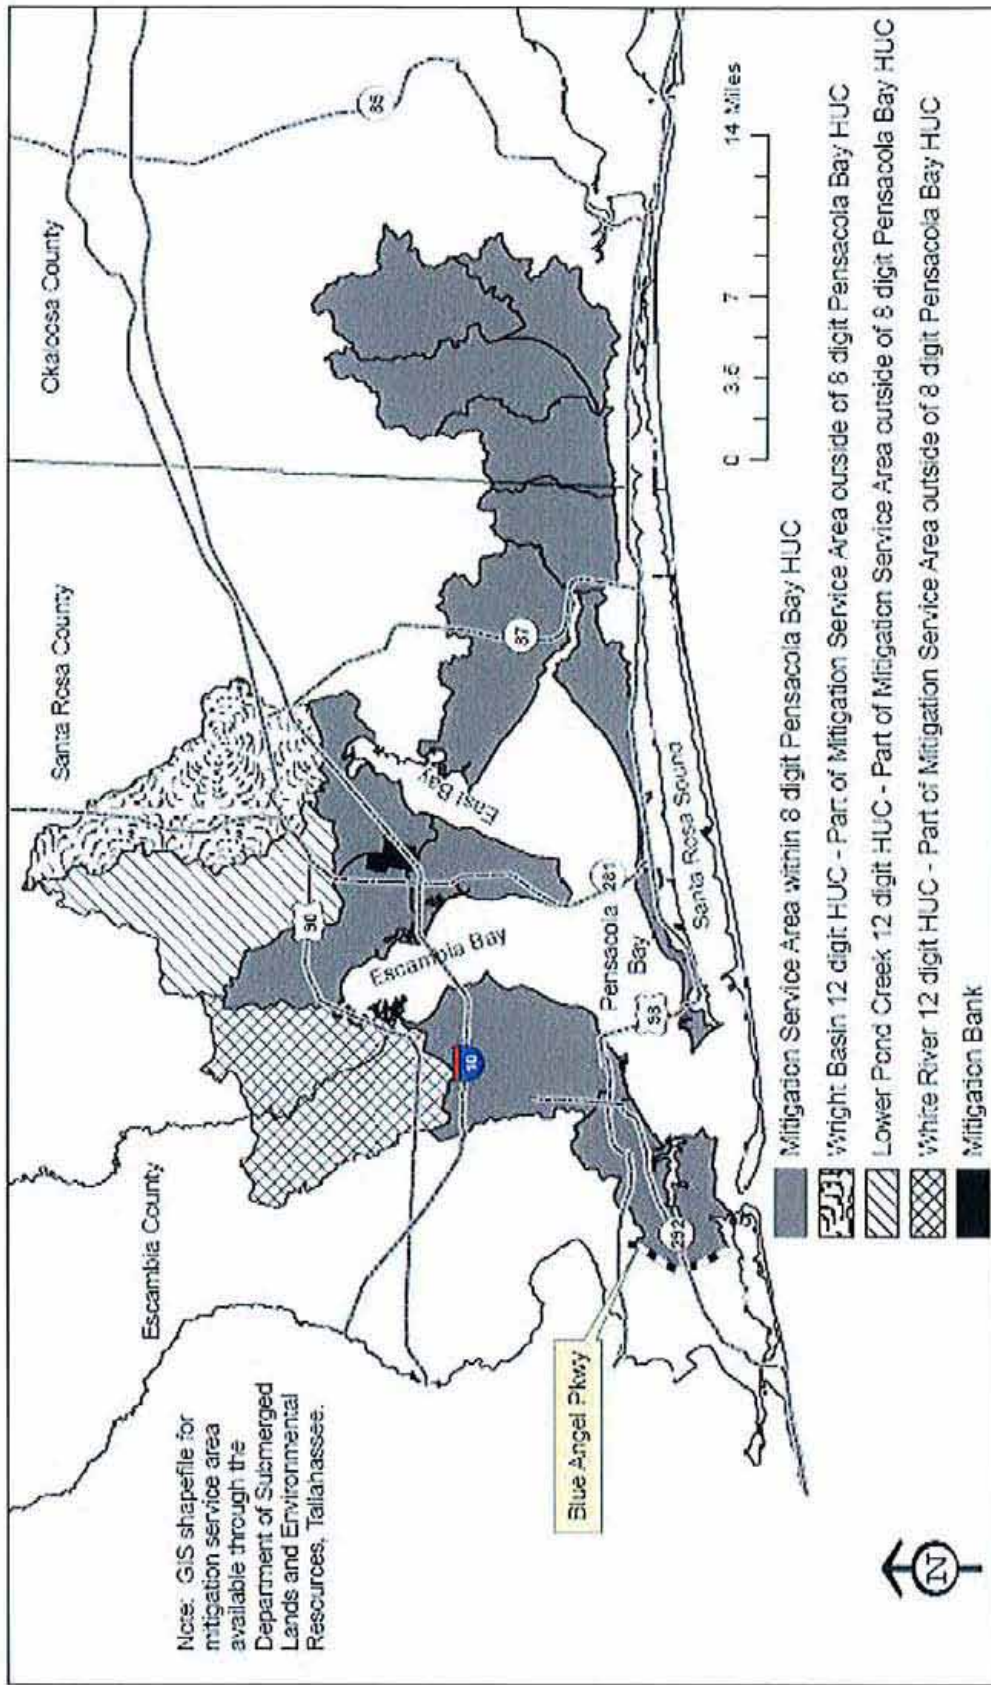 Escambia County
Santa Rosa County
Okaloosa County
Note: GIS shapefile for
mitigation service area
available through the
Department of Submerged
Lands and Environmental
Resources, Tallahassee.
90
10
Escambia Bay
East Bay
87
85
281
Pensacola
Bay
98
Santa Rosa Sound
292
Blue Angel Pkwy
0 3.5 7 14 Miles
N
Mitigation Service Area within 8 digit Pensacola Bay HUC
Wright Basin 12 digit HUC - Part of Mitigation Service Area outside of 8 digit Pensacola Bay HUC
Lower Pond Creek 12 digit HUC - Part of Mitigation Service Area outside of 8 digit Pensacola Bay HUC
White River 12 digit HUC - Part of Mitigation Service Area outside of 8 digit Pensacola Bay HUC
Mitigation Bank